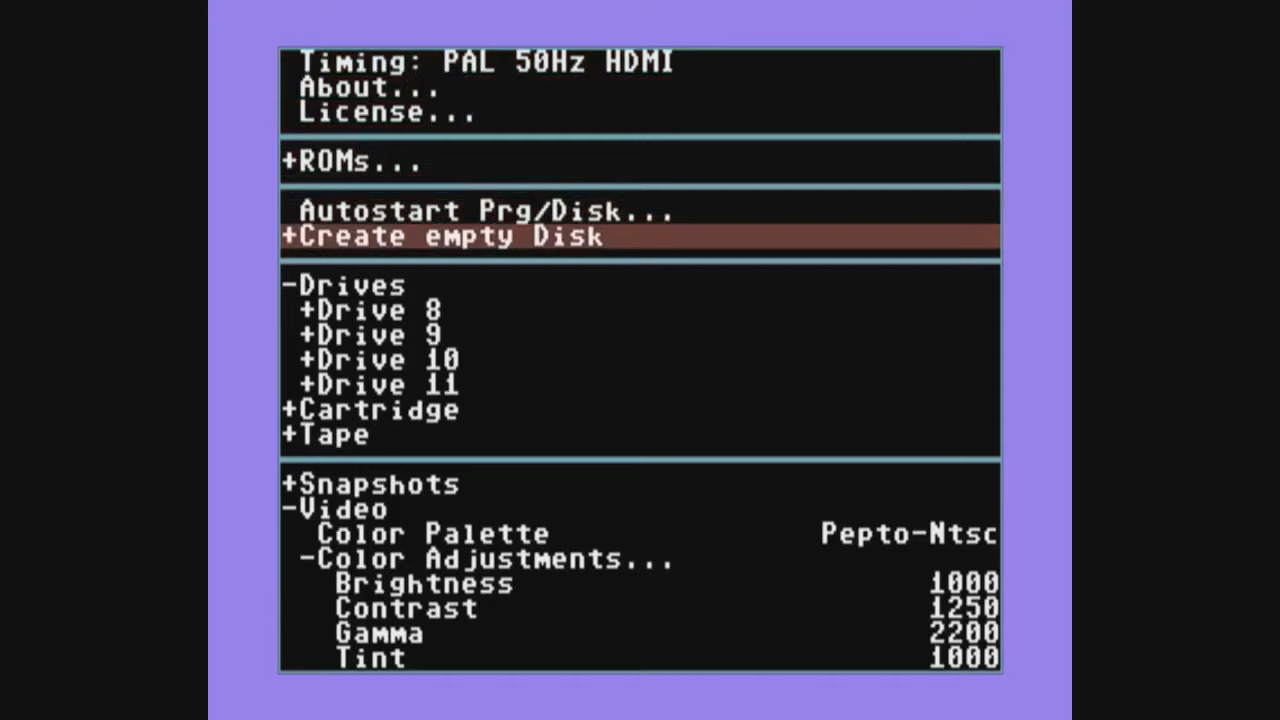 Timing: PAL 50Hz HDMI
About...
License...
+ROMs...
Autostart Prg/Disk...
+Create empty Disk
-Drives
+Drive 8
+Drive 9
+Drive 10
+Drive 11
+Cartridge
+Tape
+Snapshots
-Video
Color Palette Pepto-Ntsc
-Color Adjustments...
Brightness 1000
Contrast 1250
Gamma 2200
Tint 1000